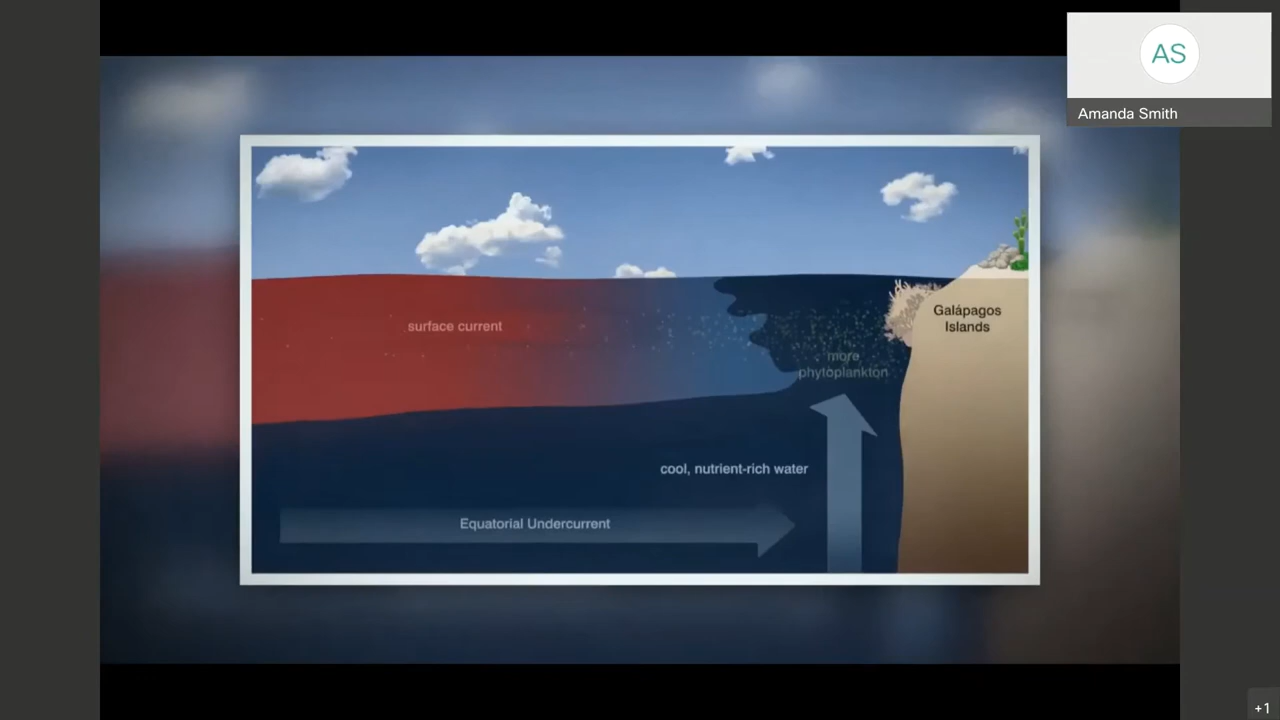 AS
Amanda Smith
surface current
Galápagos
Islands
more
phytoplankton
cool, nutrient-rich water
Equatorial Undercurrent
+1